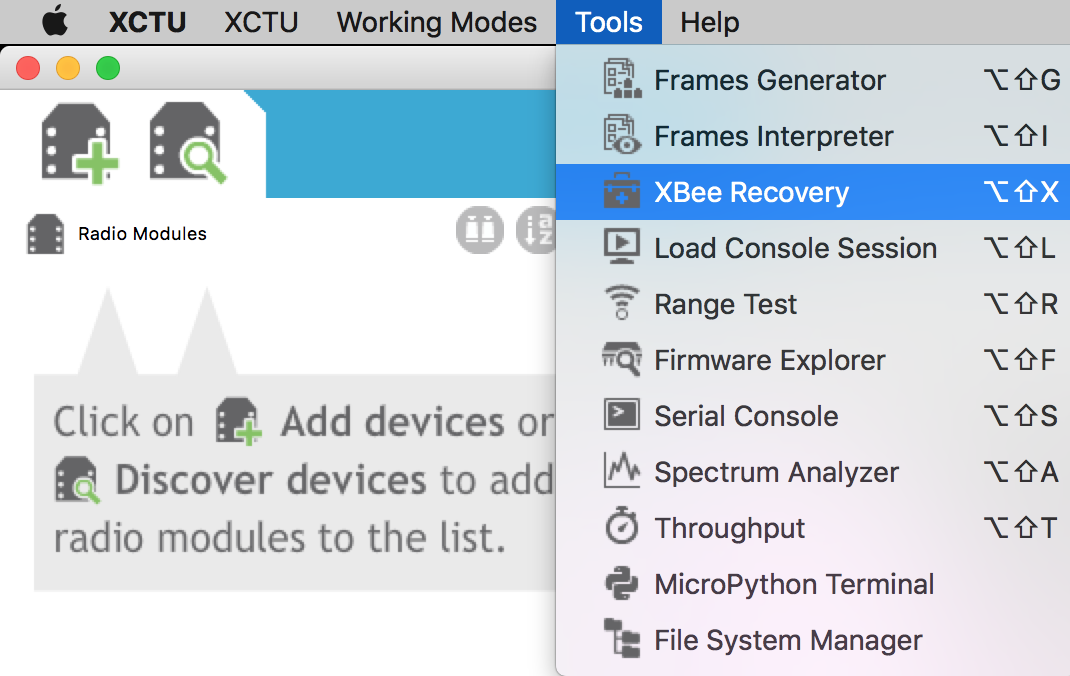 XCTU XCTU Working Modes Tools Help
Frames Generator ⌥⇧G
Frames Interpreter ⌥⇧I
XBee Recovery ⌥⇧X
Load Console Session ⌥⇧L
Range Test ⌥⇧R
Firmware Explorer ⌥⇧F
Serial Console ⌥⇧S
Spectrum Analyzer ⌥⇧A
Throughput ⌥⇧T
MicroPython Terminal
File System Manager
Radio Modules
Click on Add devices or
Discover devices to add
radio modules to the list.